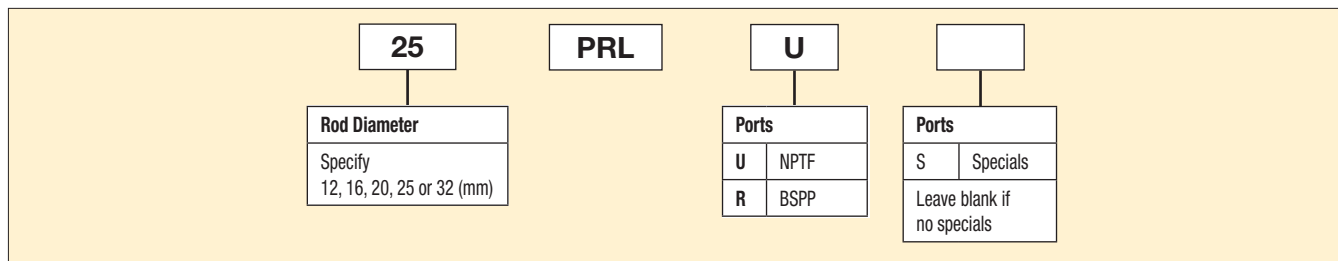 25 PRL U
Rod Diameter
Specify
12, 16, 20, 25 or 32 (mm)
Ports
U NPTF
R BSPP
Ports
S Specials
Leave blank if
no specials